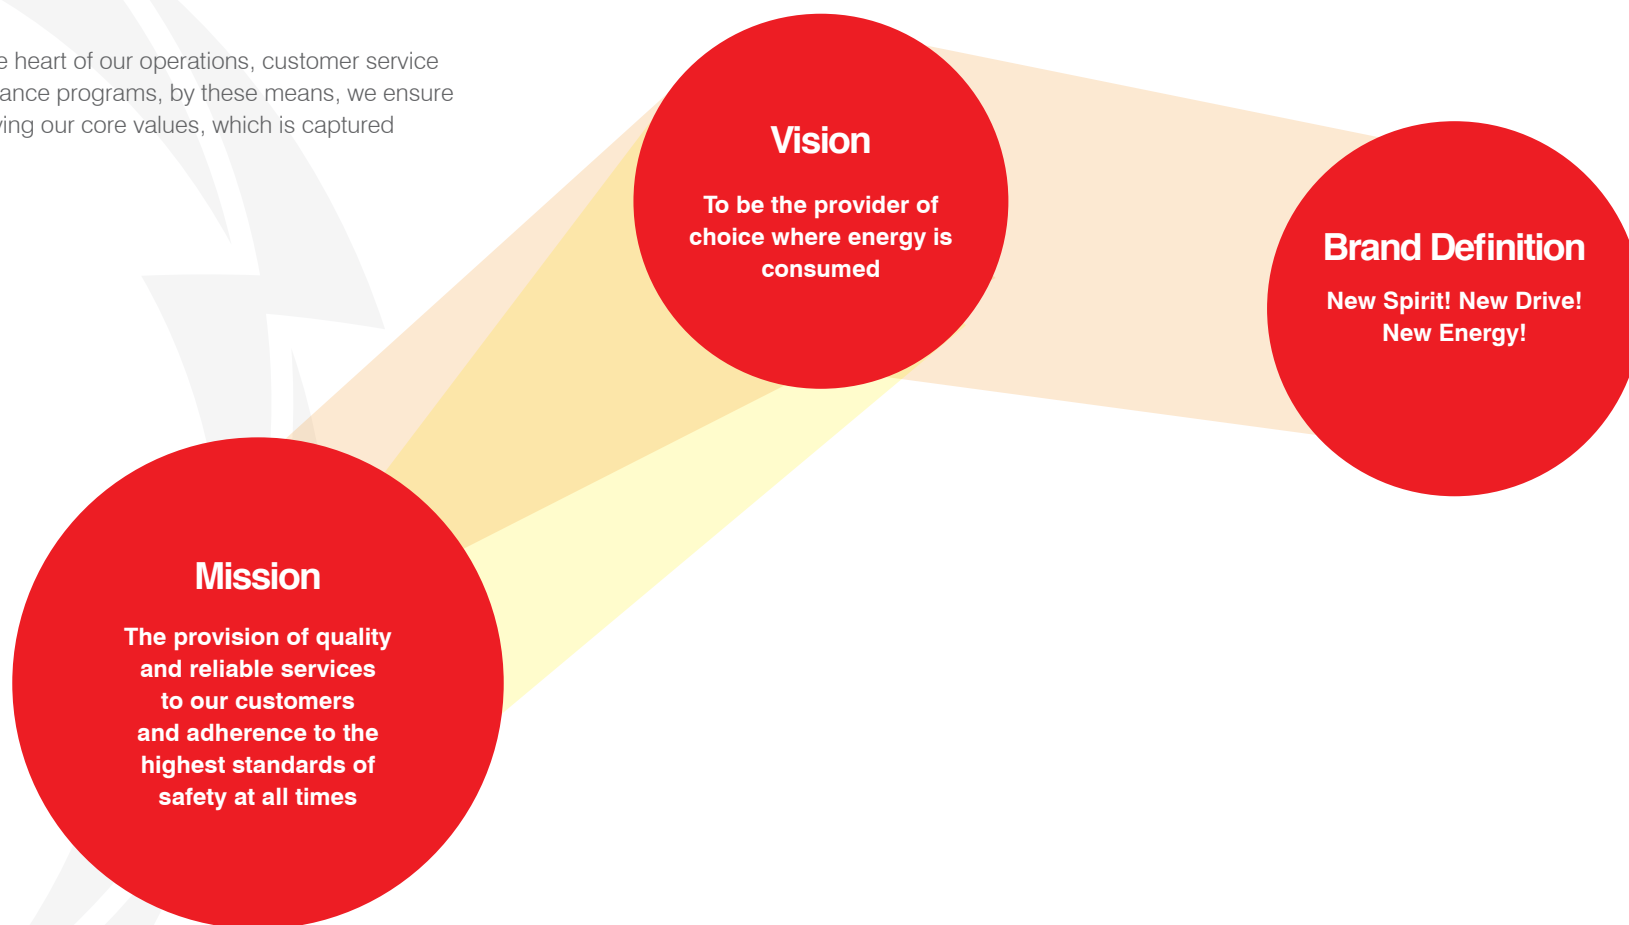 heart of our operations, customer service
programs, by these means, we ensure
our core values, which is captured
Vision
To be the provider of
choice where energy is
consumed
Brand Definition
New Spirit! New Drive!
New Energy!
Mission
The provision of quality
and reliable services
to our customers
and adherence to the
highest standards of
safety at all times